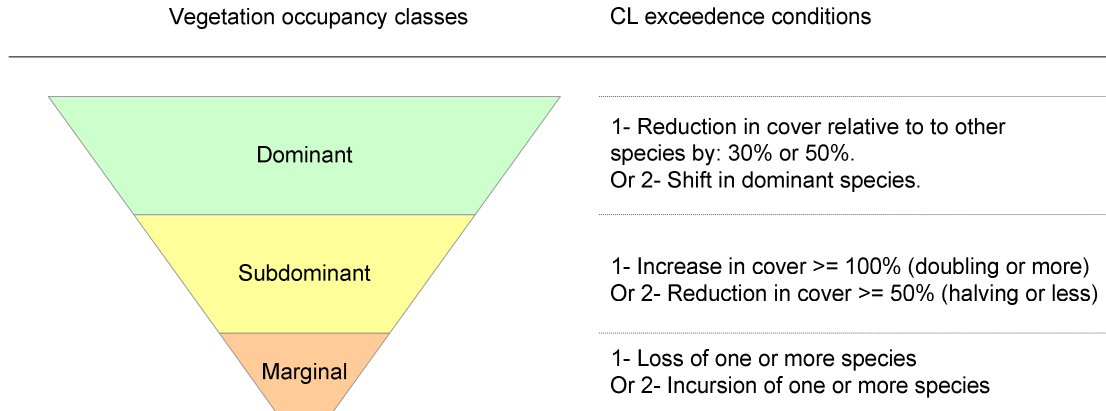 Vegetation occupancy classes
CL exceedence conditions
Dominant
1- Reduction in cover relative to to other
species by: 30% or 50%.
Or 2- Shift in dominant species.
Subdominant
1- Increase in cover >= 100% (doubling or more)
Or 2- Reduction in cover >= 50% (halving or less)
Marginal
1- Loss of one or more species
Or 2- Incursion of one or more species